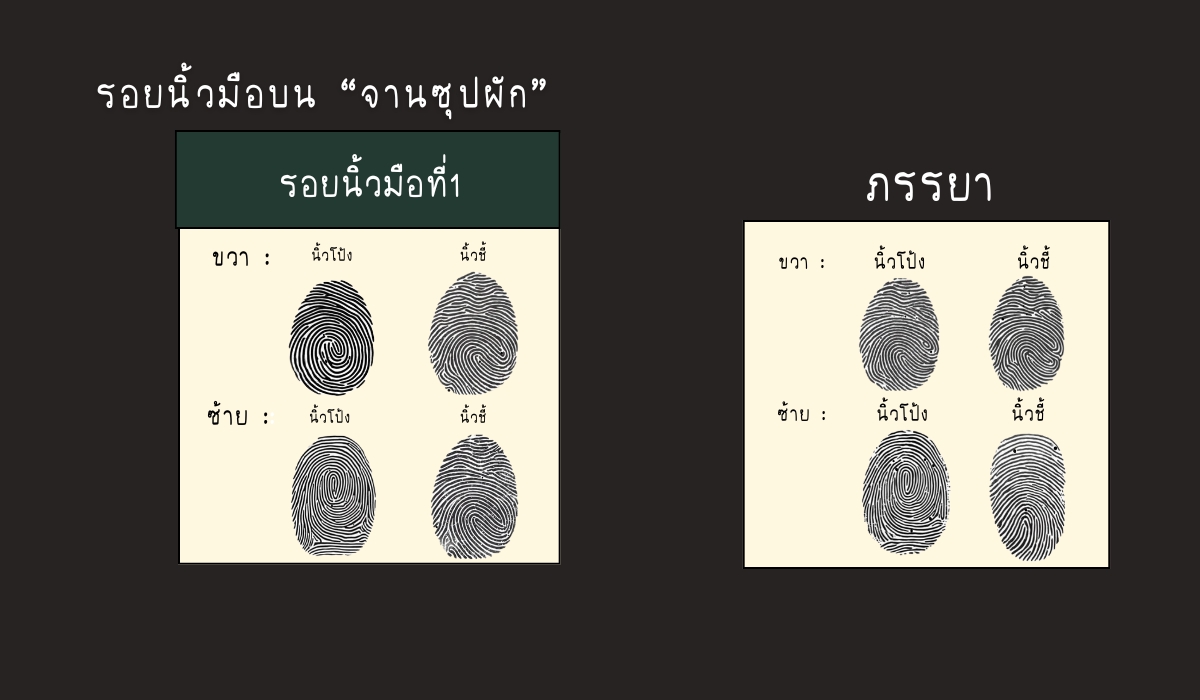 รอยนิ้วมือบน “จานซุปผัก”
รอยนิ้วมือที่1
ขวา : นิ้วโป้ง นิ้วชี้
ซ้าย : นิ้วโป้ง นิ้วชี้
ภรรยา
ขวา : นิ้วโป้ง นิ้วชี้
ซ้าย : นิ้วโป้ง นิ้วชี้